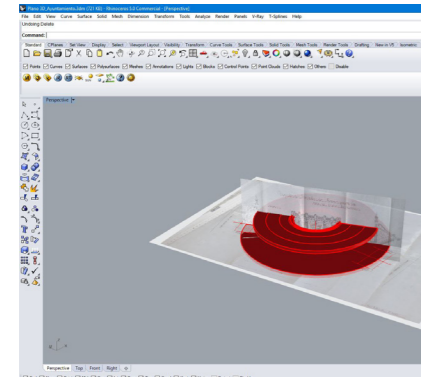 Plano 3D_Ayuntamiento.3dm (121 KB) - Rhinoceros 5.0 Commercial - [Perspective]
File Edit View Curve Surface Solid Mesh Dimension Transform Tools Analyze Render Panels V-Ray T-Splines Help
Undoing Delete
Command:
Standard CPlanes Set View Display Select Viewport Layout Visibility Transform Curve Tools Surface Tools Solid Tools Mesh Tools Render Tools Drafting New in V5 Isometric
Points Curves Surfaces Polysurfaces Meshes Annotations Lights Blocks Control Points Point Clouds Hatches Others Disable
Perspective
Perspective Top Front Right